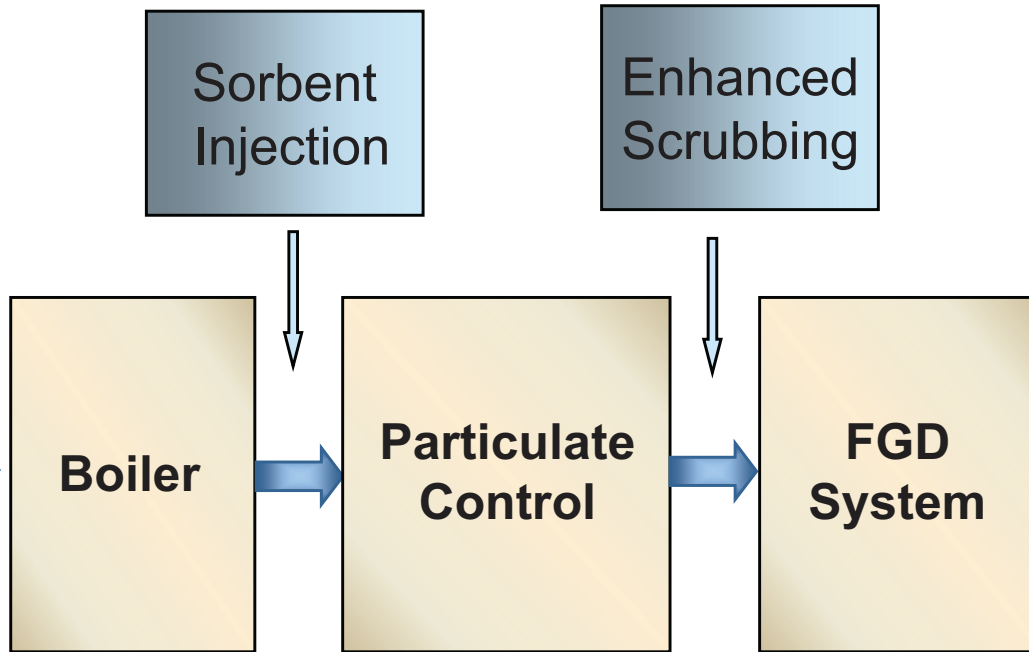 Sorbent
Injection
Enhanced
Scrubbing
Boiler
Particulate
Control
FGD
System